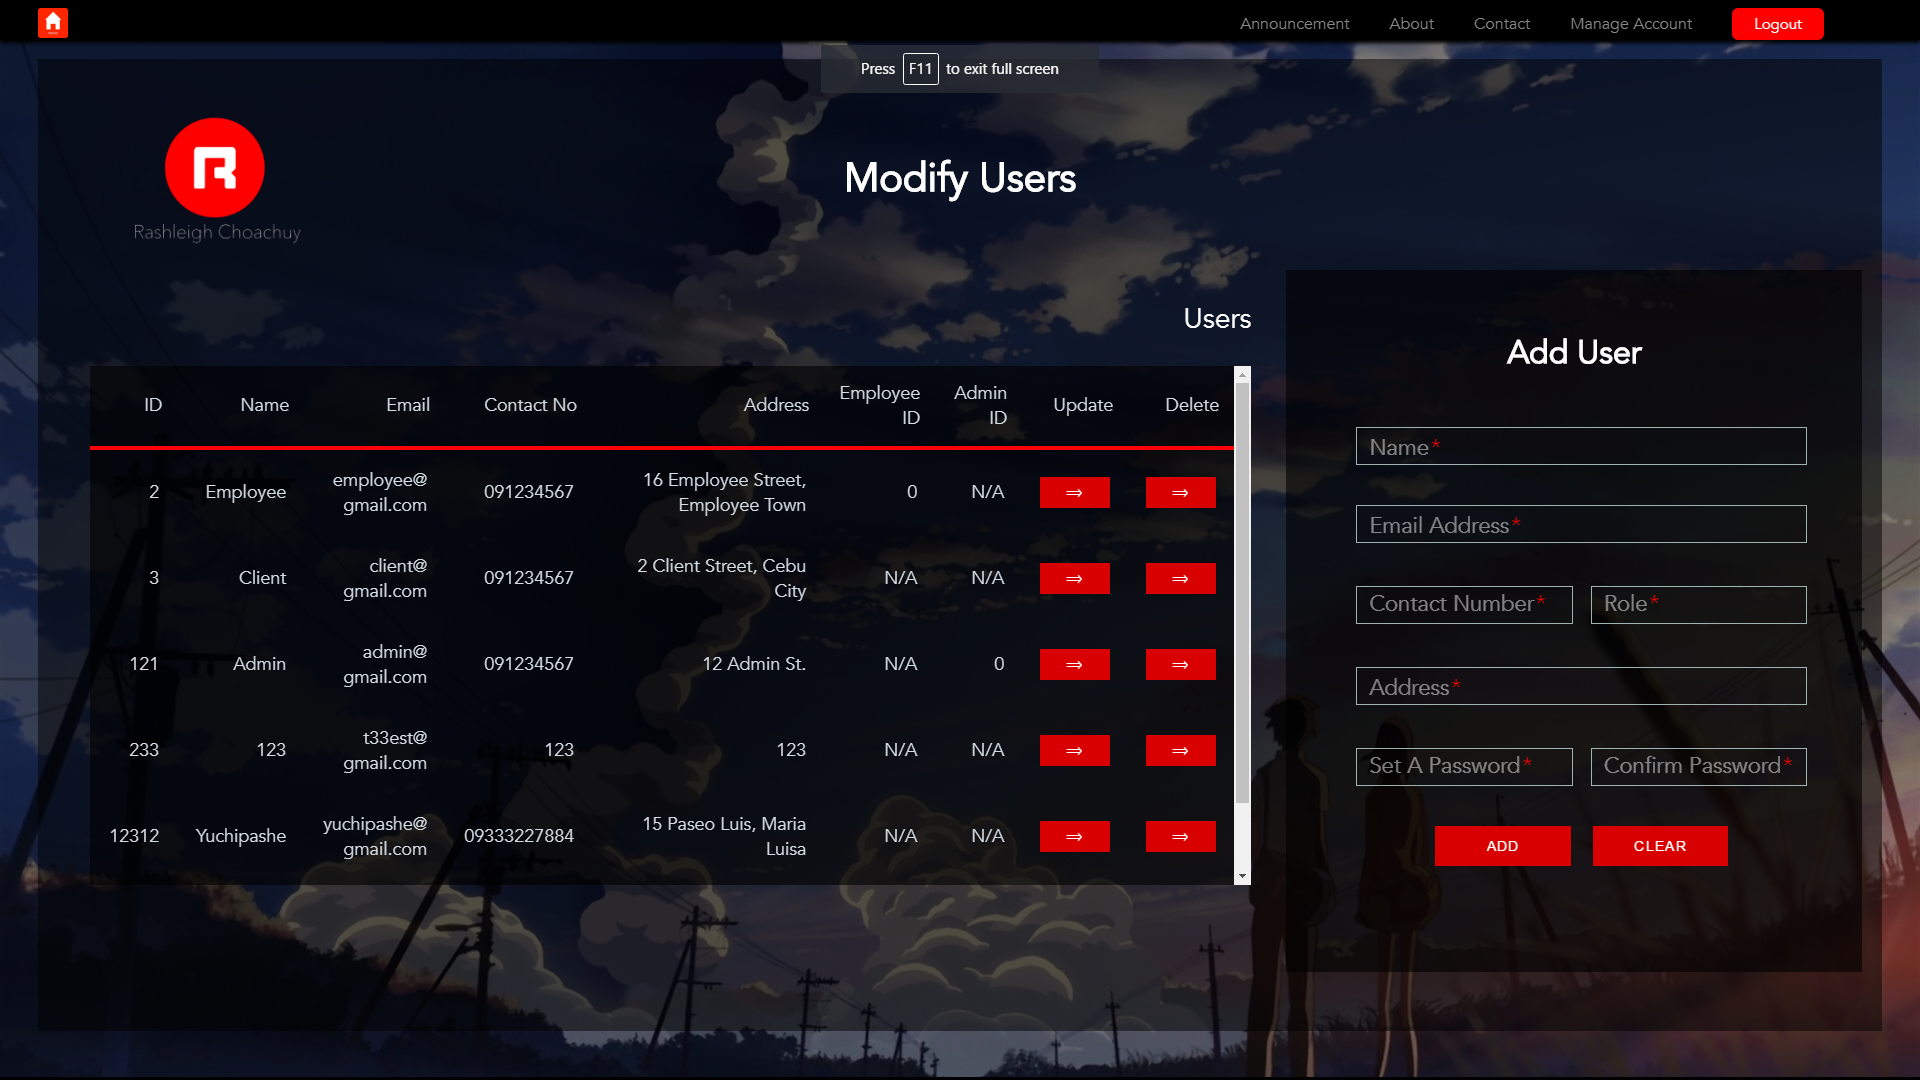 Announcement About Contact Manage Account Logout
Press F11 to exit full screen
R
Rashleigh Choachuy
Modify Users
Users
ID Name Email Contact No Address Employee ID Admin ID Update Delete
2 Employee employee@gmail.com 091234567 16 Employee Street, Employee Town 0 N/A ⇒ ⇒
3 Client client@gmail.com 091234567 2 Client Street, Cebu City N/A N/A ⇒ ⇒
121 Admin admin@gmail.com 091234567 12 Admin St. N/A 0 ⇒ ⇒
233 123 t33est@gmail.com 123 123 N/A N/A ⇒ ⇒
12312 Yuchipashe yuchipashe@gmail.com 09333227884 15 Paseo Luis, Maria Luisa N/A N/A ⇒ ⇒
Add User
Name*
Email Address*
Contact Number* Role*
Address*
Set A Password* Confirm Password*
ADD CLEAR